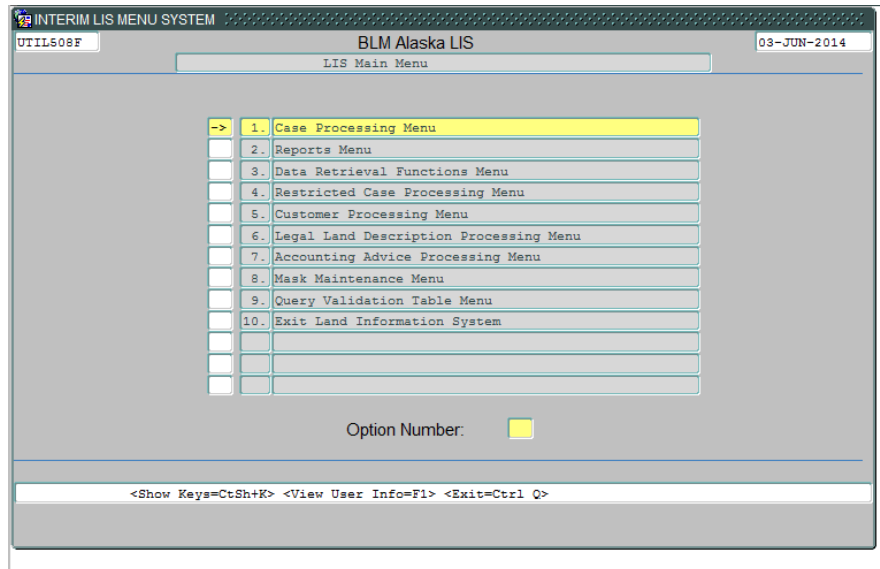 INTERIM LIS MENU SYSTEM
UTIL508F BLM Alaska LIS 03-JUN-2014
LIS Main Menu
-> 1. Case Processing Menu
2. Reports Menu
3. Data Retrieval Functions Menu
4. Restricted Case Processing Menu
5. Customer Processing Menu
6. Legal Land Description Processing Menu
7. Accounting Advice Processing Menu
8. Mask Maintenance Menu
9. Query Validation Table Menu
10. Exit Land Information System
Option Number:
<Show Keys=CtSh+K> <View User Info=F1> <Exit=Ctrl Q>